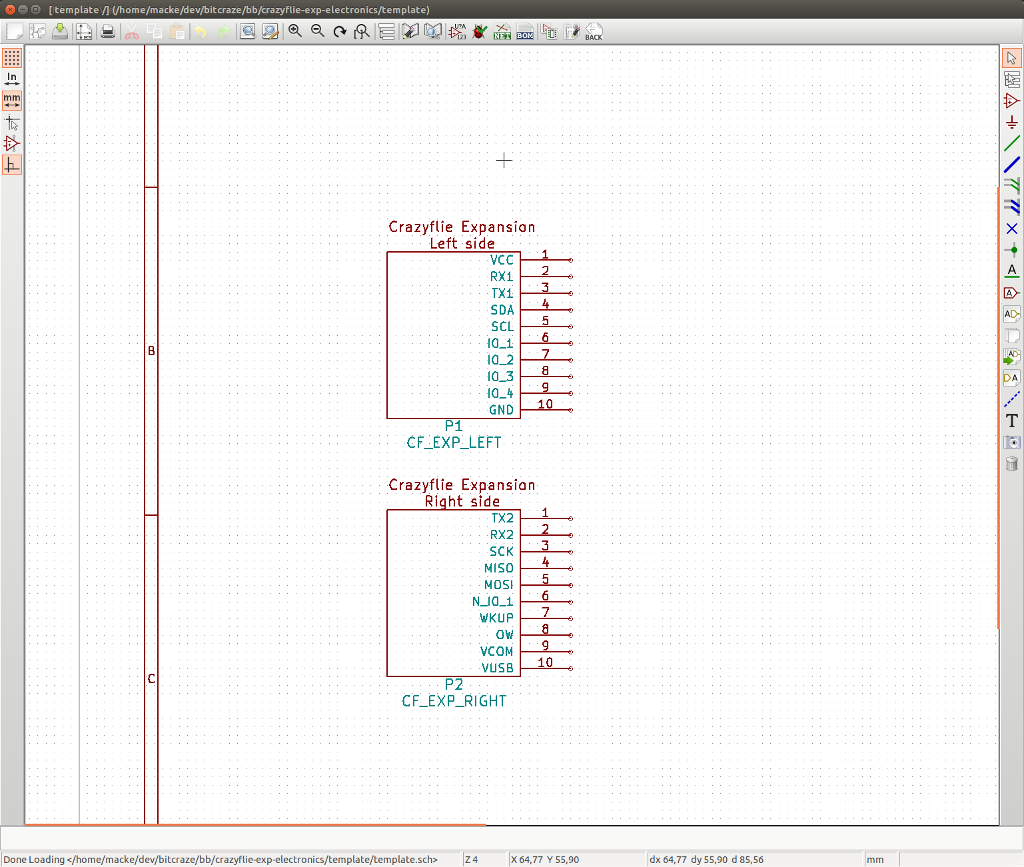 [ template /] (/home/macke/dev/bitcraze/bb/crazyflie-exp-electronics/template)
NET
BOM
BACK
In
mm
A
A
AD
AD
DA
T
B
C
Crazyflie Expansion
Left side
VCC 1
RX1 2
TX1 3
SDA 4
SCL 5
IO_1 6
IO_2 7
IO_3 8
IO_4 9
GND 10
P1
CF_EXP_LEFT
Crazyflie Expansion
Right side
TX2 1
RX2 2
SCK 3
MISO 4
MOSI 5
N_IO_1 6
WKUP 7
OW 8
VCOM 9
VUSB 10
P2
CF_EXP_RIGHT
Done Loading </home/macke/dev/bitcraze/bb/crazyflie-exp-electronics/template/template.sch> Z 4 X 64,77 Y 55,90 dx 64,77 dy 55,90 d 85,56 mm